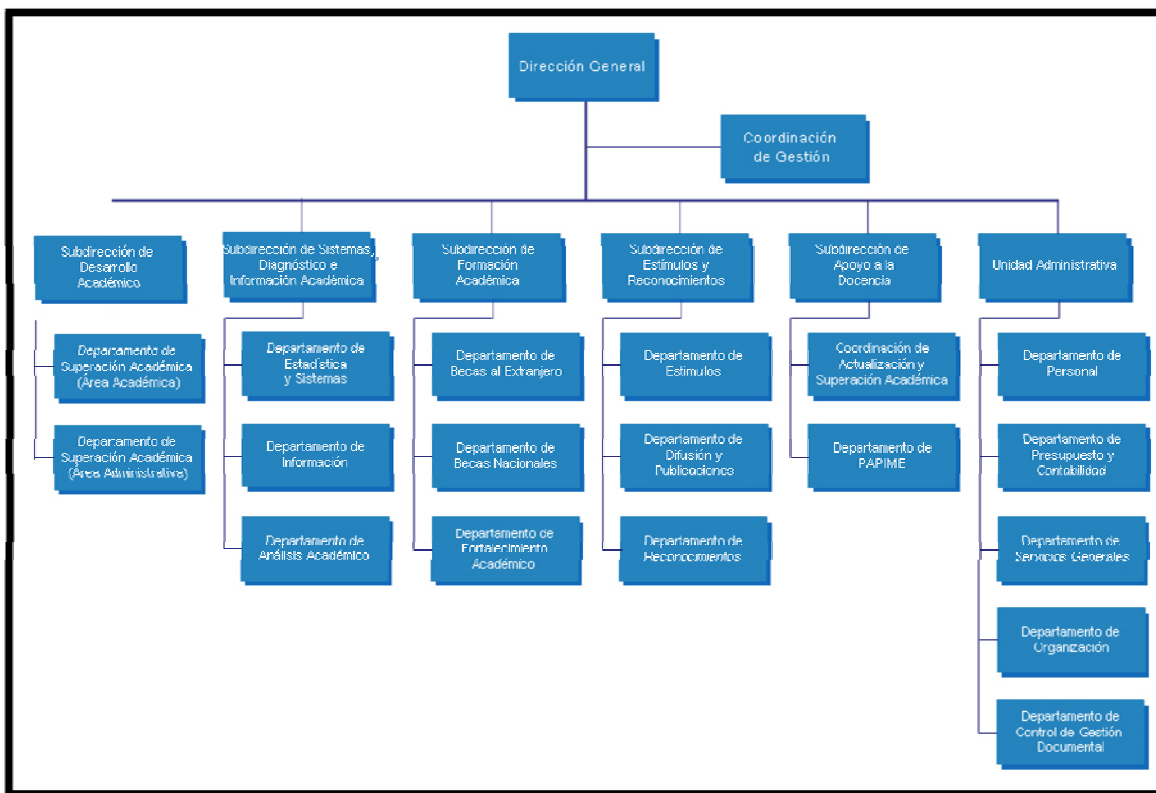 Dirección General
Coordinación
de Gestión
Subdirección de
Desarrollo
Académico
Subdirección de Sistemas,
Diagnóstico e
Información Académica
Subdirección de
Formación
Académica
Subdirección de
Estímulos y
Reconocimientos
Subdirección de
Apoyo a la
Docencia
Unidad Administrativa
Departamento de
Superación Académica
(Área Académica)
Departamento de
Estadística
y Sistemas
Departamento de
Becas al Extranjero
Departamento de
Estímulos
Coordinación de
Actualización y
Superación Académica
Departamento de
Personal
Departamento de
Superación Académica
(Área Administrativa)
Departamento de
Información
Departamento de
Becas Nacionales
Departamento de
Difusión y
Publicaciones
Departamento de
PAPIME
Departamento de
Presupuesto y
Contabilidad
Departamento de
Análisis Académico
Departamento de
Fortalecimiento
Académico
Departamento de
Reconocimientos
Departamento de
Servicios Generales
Departamento de
Organización
Departamento de
Control de Gestión
Documental